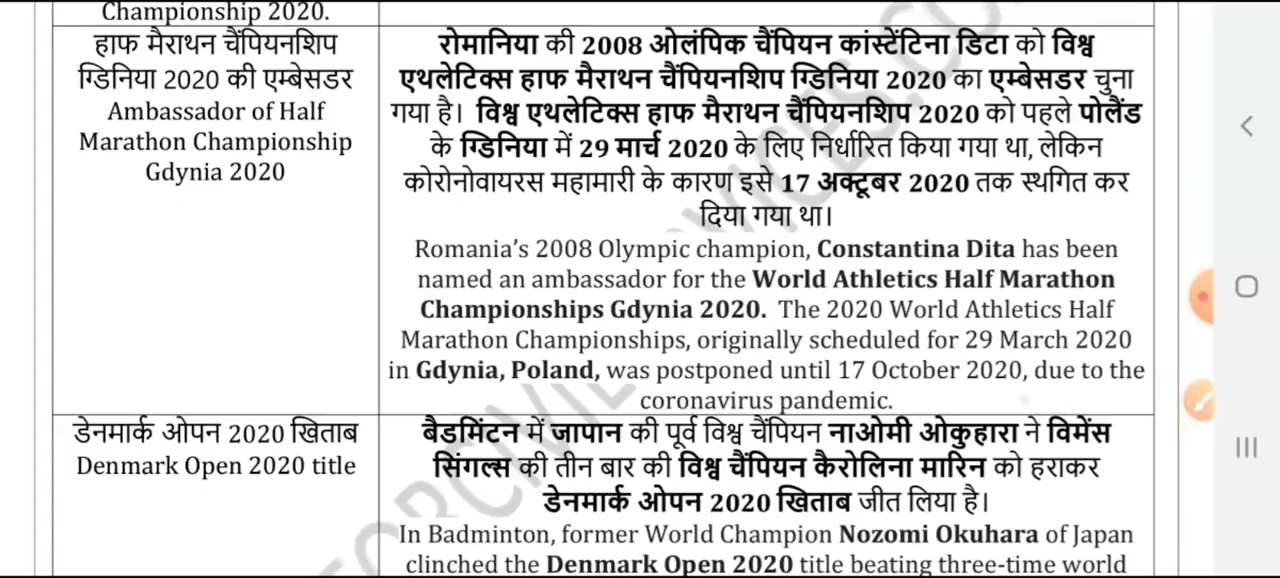 Championship 2020.
हाफ मैराथन चैंपियनशिप
ग्डिनिया 2020 की एम्बेसडर
Ambassador of Half
Marathon Championship
Gdynia 2020
रोमानिया की 2008 ओलंपिक चैंपियन कांस्टेंटिना डिटा को विश्व
एथलेटिक्स हाफ मैराथन चैंपियनशिप ग्डिनिया 2020 का एम्बेसडर चुना
गया है। विश्व एथलेटिक्स हाफ मैराथन चैंपियनशिप 2020 को पहले पोलैंड
के ग्डिनिया में 29 मार्च 2020 के लिए निर्धारित किया गया था, लेकिन
कोरोनोवायरस महामारी के कारण इसे 17 अक्टूबर 2020 तक स्थगित कर
दिया गया था।
Romania's 2008 Olympic champion, Constantina Dita has been
named an ambassador for the World Athletics Half Marathon
Championships Gdynia 2020. The 2020 World Athletics Half
Marathon Championships, originally scheduled for 29 March 2020
in Gdynia, Poland, was postponed until 17 October 2020, due to the
coronavirus pandemic.
डेनमार्क ओपन 2020 खिताब
Denmark Open 2020 title
बैडमिंटन में जापान की पूर्व विश्व चैंपियन नाओमी ओकुहारा ने विमेंस
सिंगल्स की तीन बार की विश्व चैंपियन कैरोलिना मारिन को हराकर
डेनमार्क ओपन 2020 खिताब जीत लिया है।
In Badminton, former World Champion Nozomi Okuhara of Japan
clinched the Denmark Open 2020 title beating three-time world